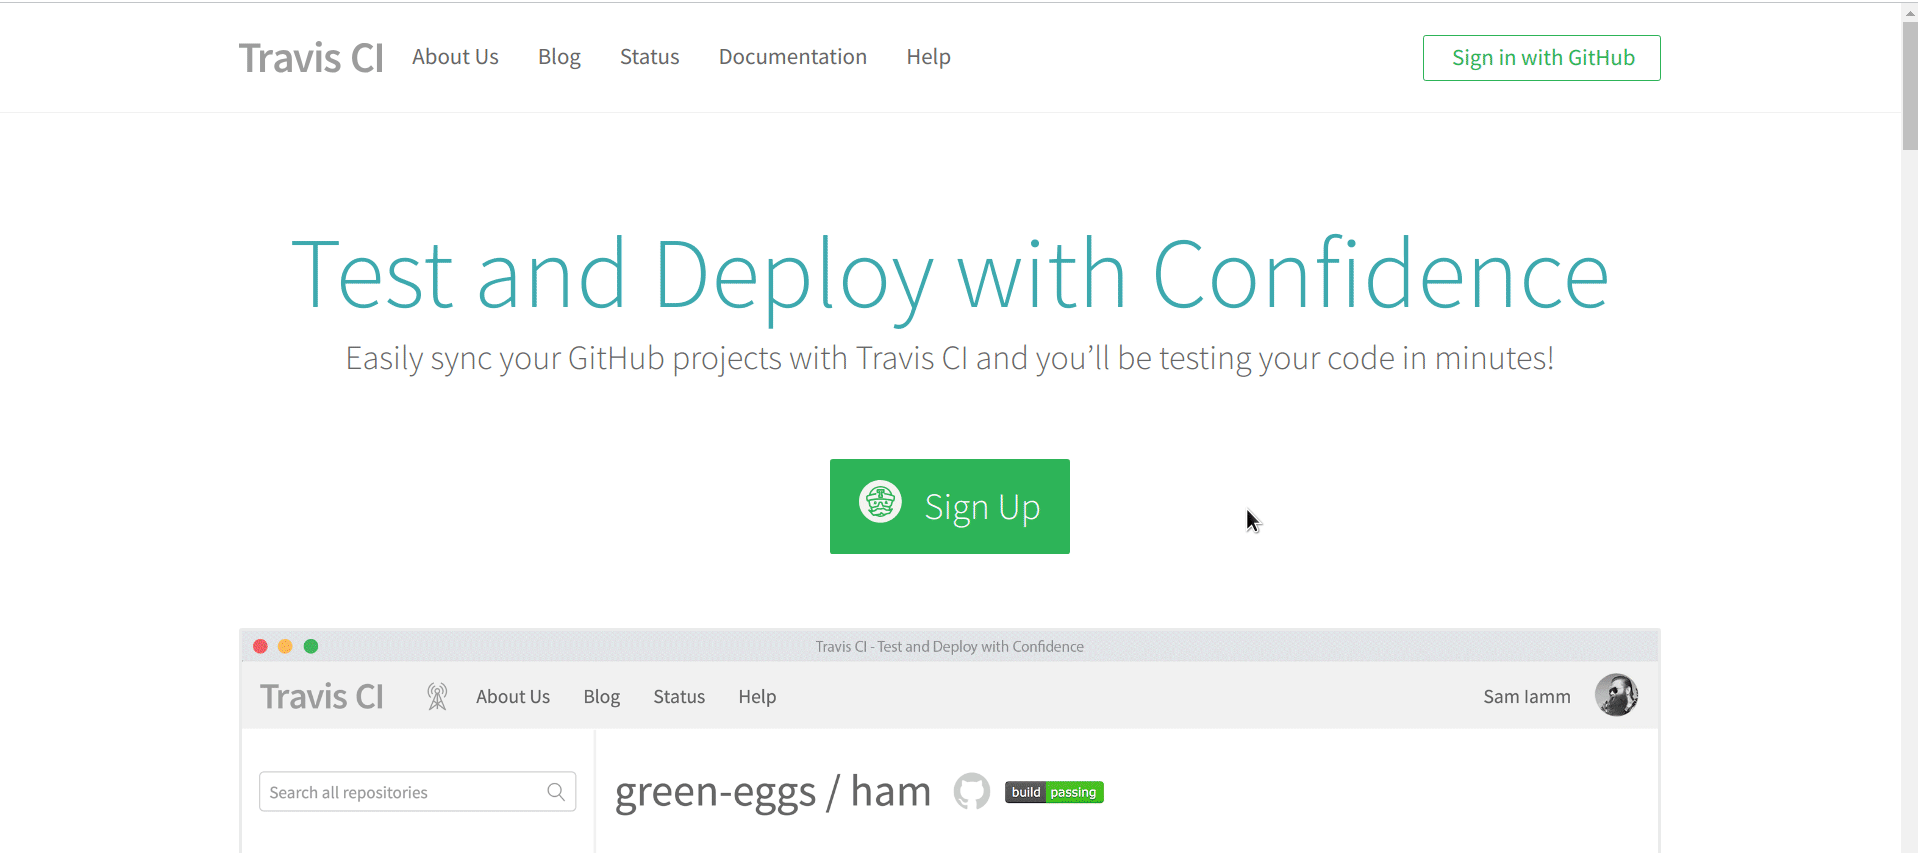 Travis CI About Us Blog Status Documentation Help Sign in with GitHub
Test and Deploy with Confidence
Easily sync your GitHub projects with Travis CI and you’ll be testing your code in minutes!
Sign Up
Travis CI - Test and Deploy with Confidence
Travis CI About Us Blog Status Help Sam Iamm
Search all repositories
green-eggs / ham build passing